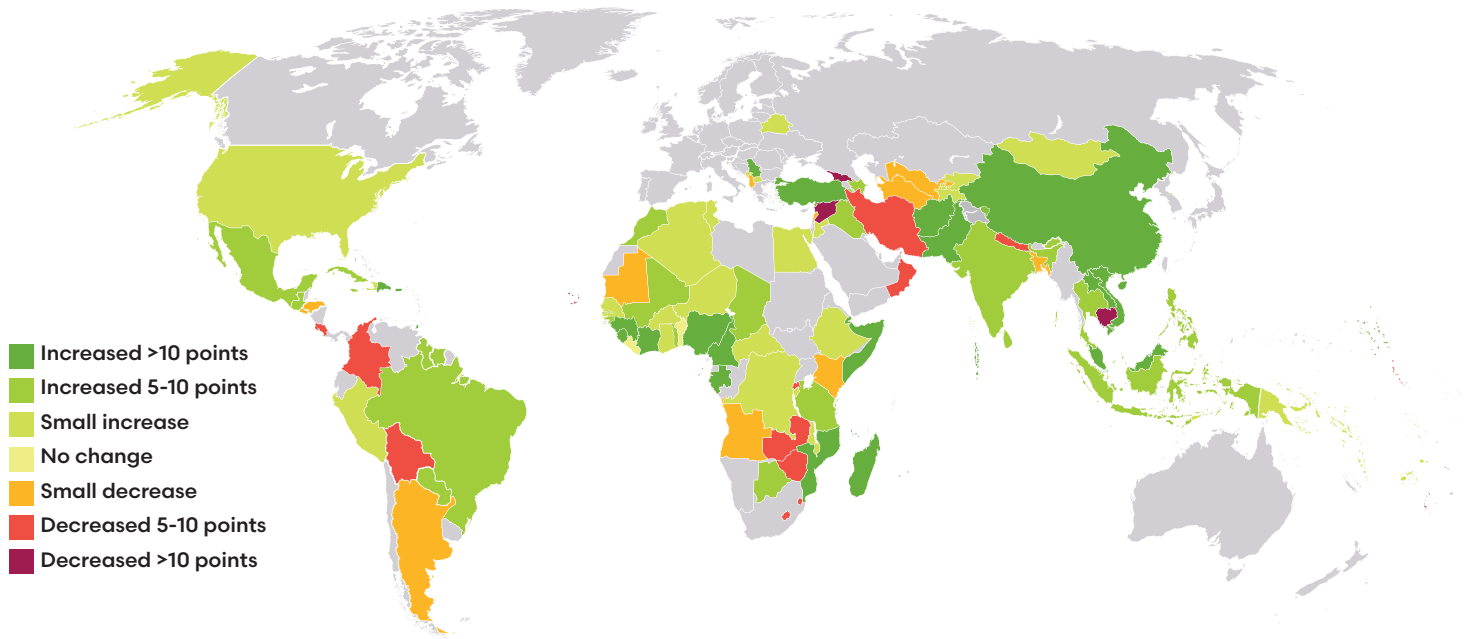 Increased >10 points
Increased 5-10 points
Small increase
No change
Small decrease
Decreased 5-10 points
Decreased >10 points